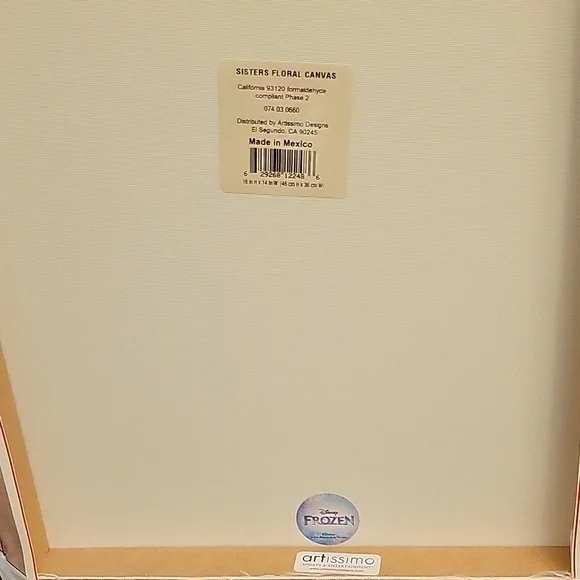 SISTERS FLORAL CANVAS
California 93120 formaldehyde
compliant Phase 2
074.03.0660
Distributed by Artissimo Designs
El Segundo, CA 90245
Made in Mexico
6 29268 12248 6
18 in H x 14 in W (46 cm H x 36 cm W)
Disney
FROZEN
artissimo
SPORTS & ENTERTAINMENT